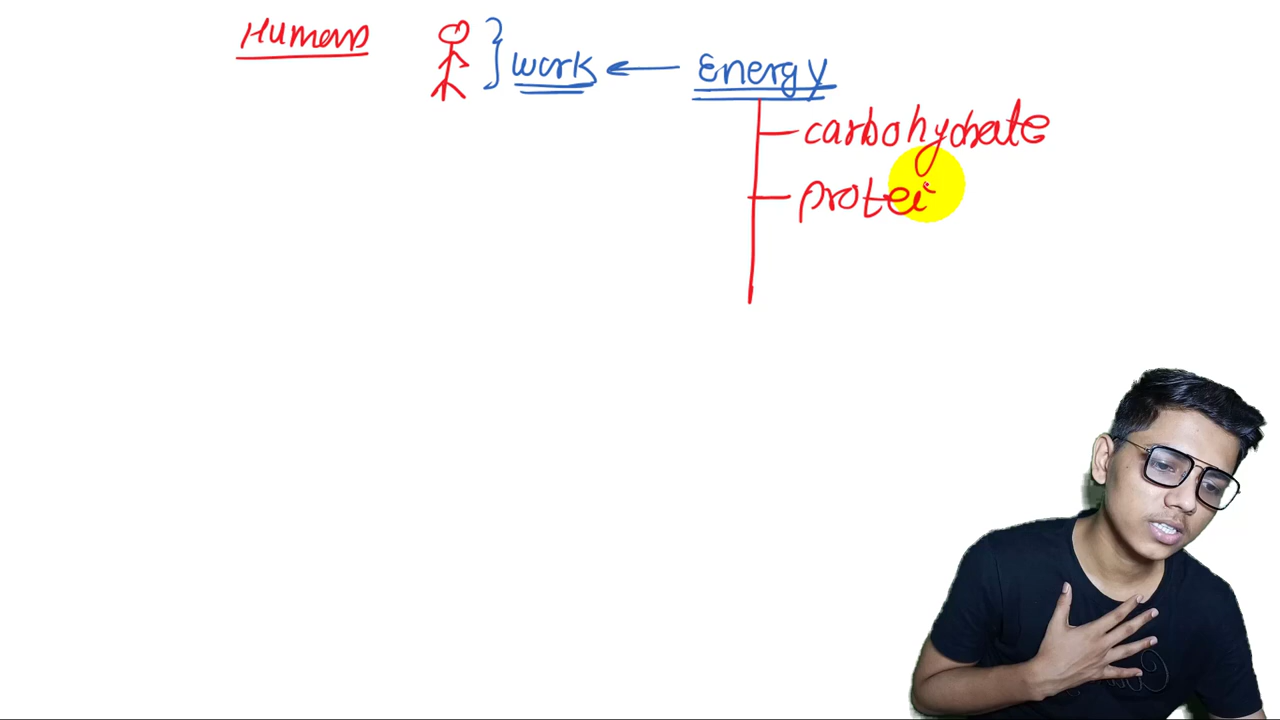 Humans } work ← Energy
carbohydrate
protei